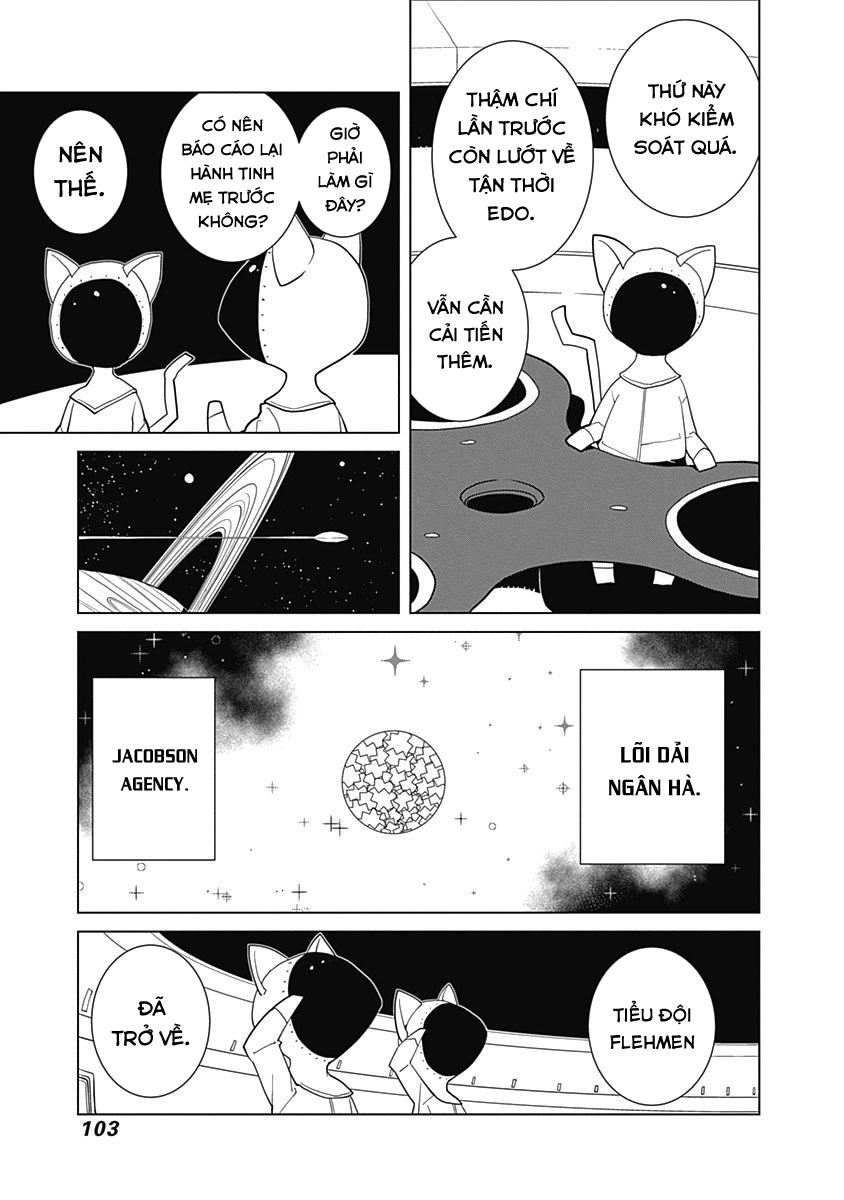 THỨ NÀY
KHÓ KIỂM
SOÁT QUÁ.
THẬM CHÍ
LẦN TRƯỚC
CÒN LƯỚT VỀ
TẬN THỜI
EDO.
VẪN CẦN
CẢI TIẾN
THÊM.
GIỜ
PHẢI
LÀM GÌ
ĐÂY?
CÓ NÊN
BÁO CÁO LẠI
HÀNH TINH
MẸ TRƯỚC
KHÔNG?
NÊN
THẾ.
LÕI DẢI
NGÂN HÀ.
JACOBSON
AGENCY.
TIỂU ĐỘI
FLEHMEN
ĐÃ
TRỞ VỀ.
103